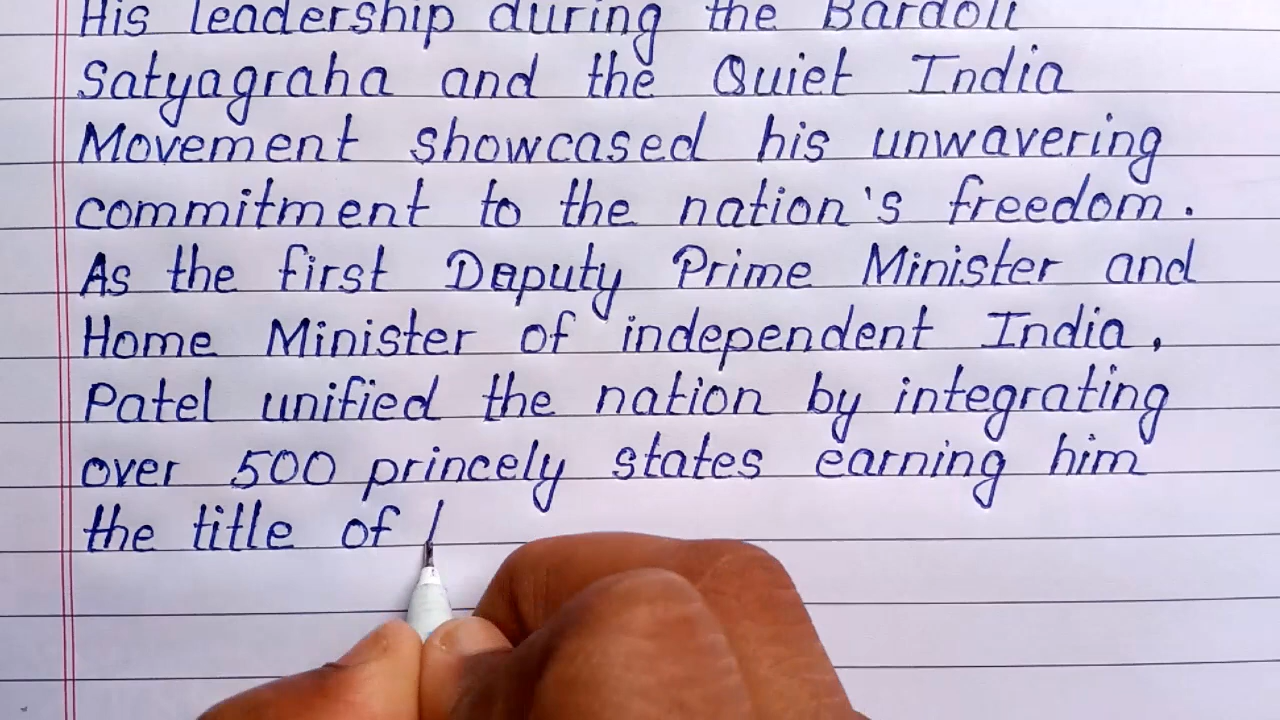 His leadership during the Bardoli
Satyagraha and the Quiet India
Movement showcased his unwavering
commitment to the nation's freedom.
As the first Deputy Prime Minister and
Home Minister of independent India,
Patel unified the nation by integrating
over 500 princely states earning him
the title of